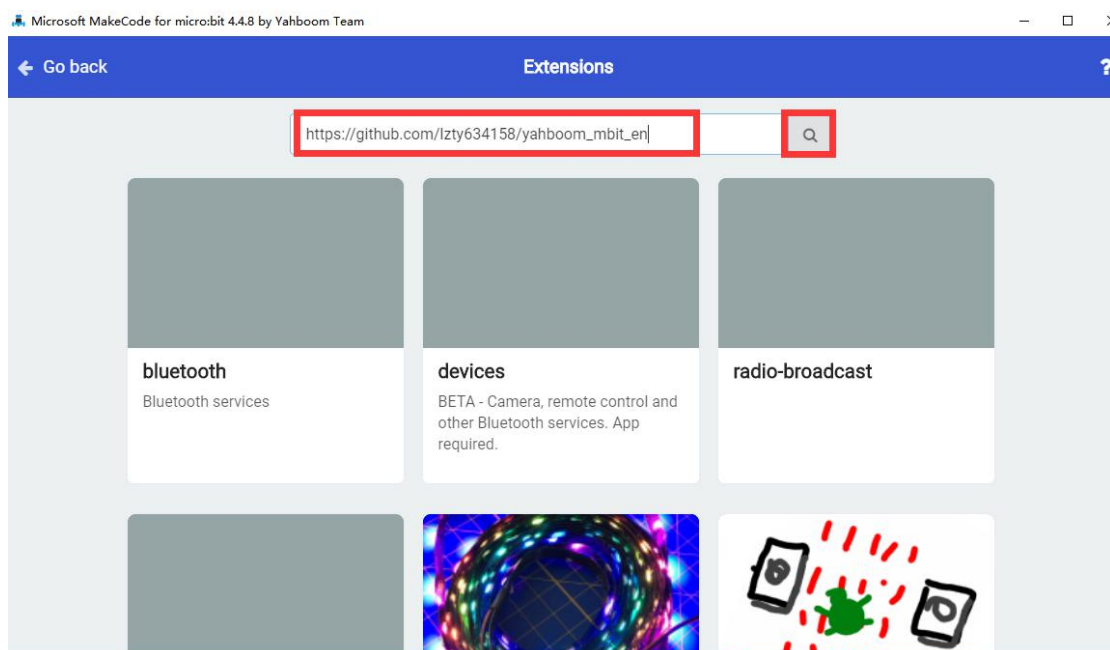 Microsoft MakeCode for micro:bit 4.4.8 by Yahboom Team
Go back
Extensions
?
https://github.com/lzty634158/yahboom_mbit_en
bluetooth
Bluetooth services
devices
BETA - Camera, remote control and
other Bluetooth services. App
required.
radio-broadcast